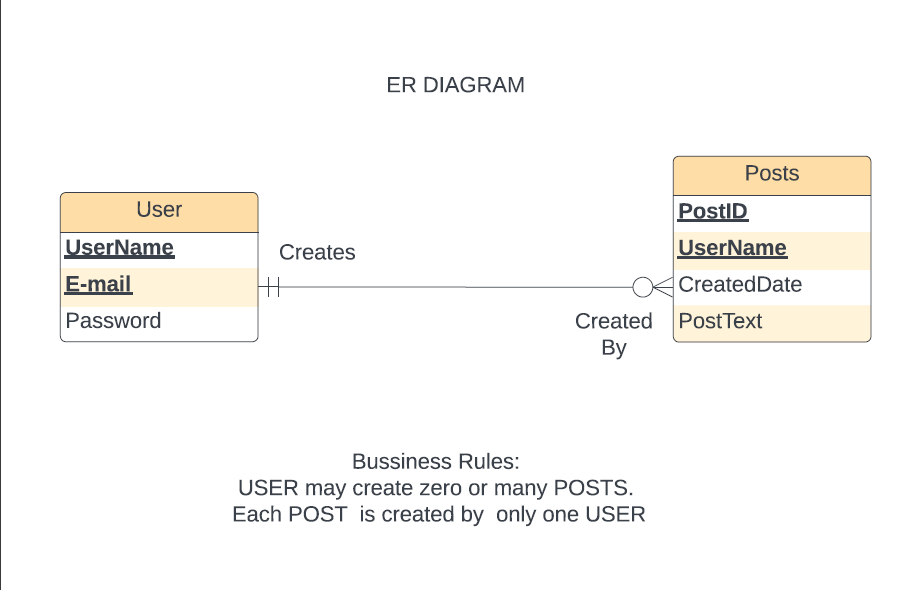 ER DIAGRAM
User
UserName
E-mail
Password
Creates
Created
By
Posts
PostID
UserName
CreatedDate
PostText
Bussiness Rules:
USER may create zero or many POSTS.
Each POST  is created by  only one USER